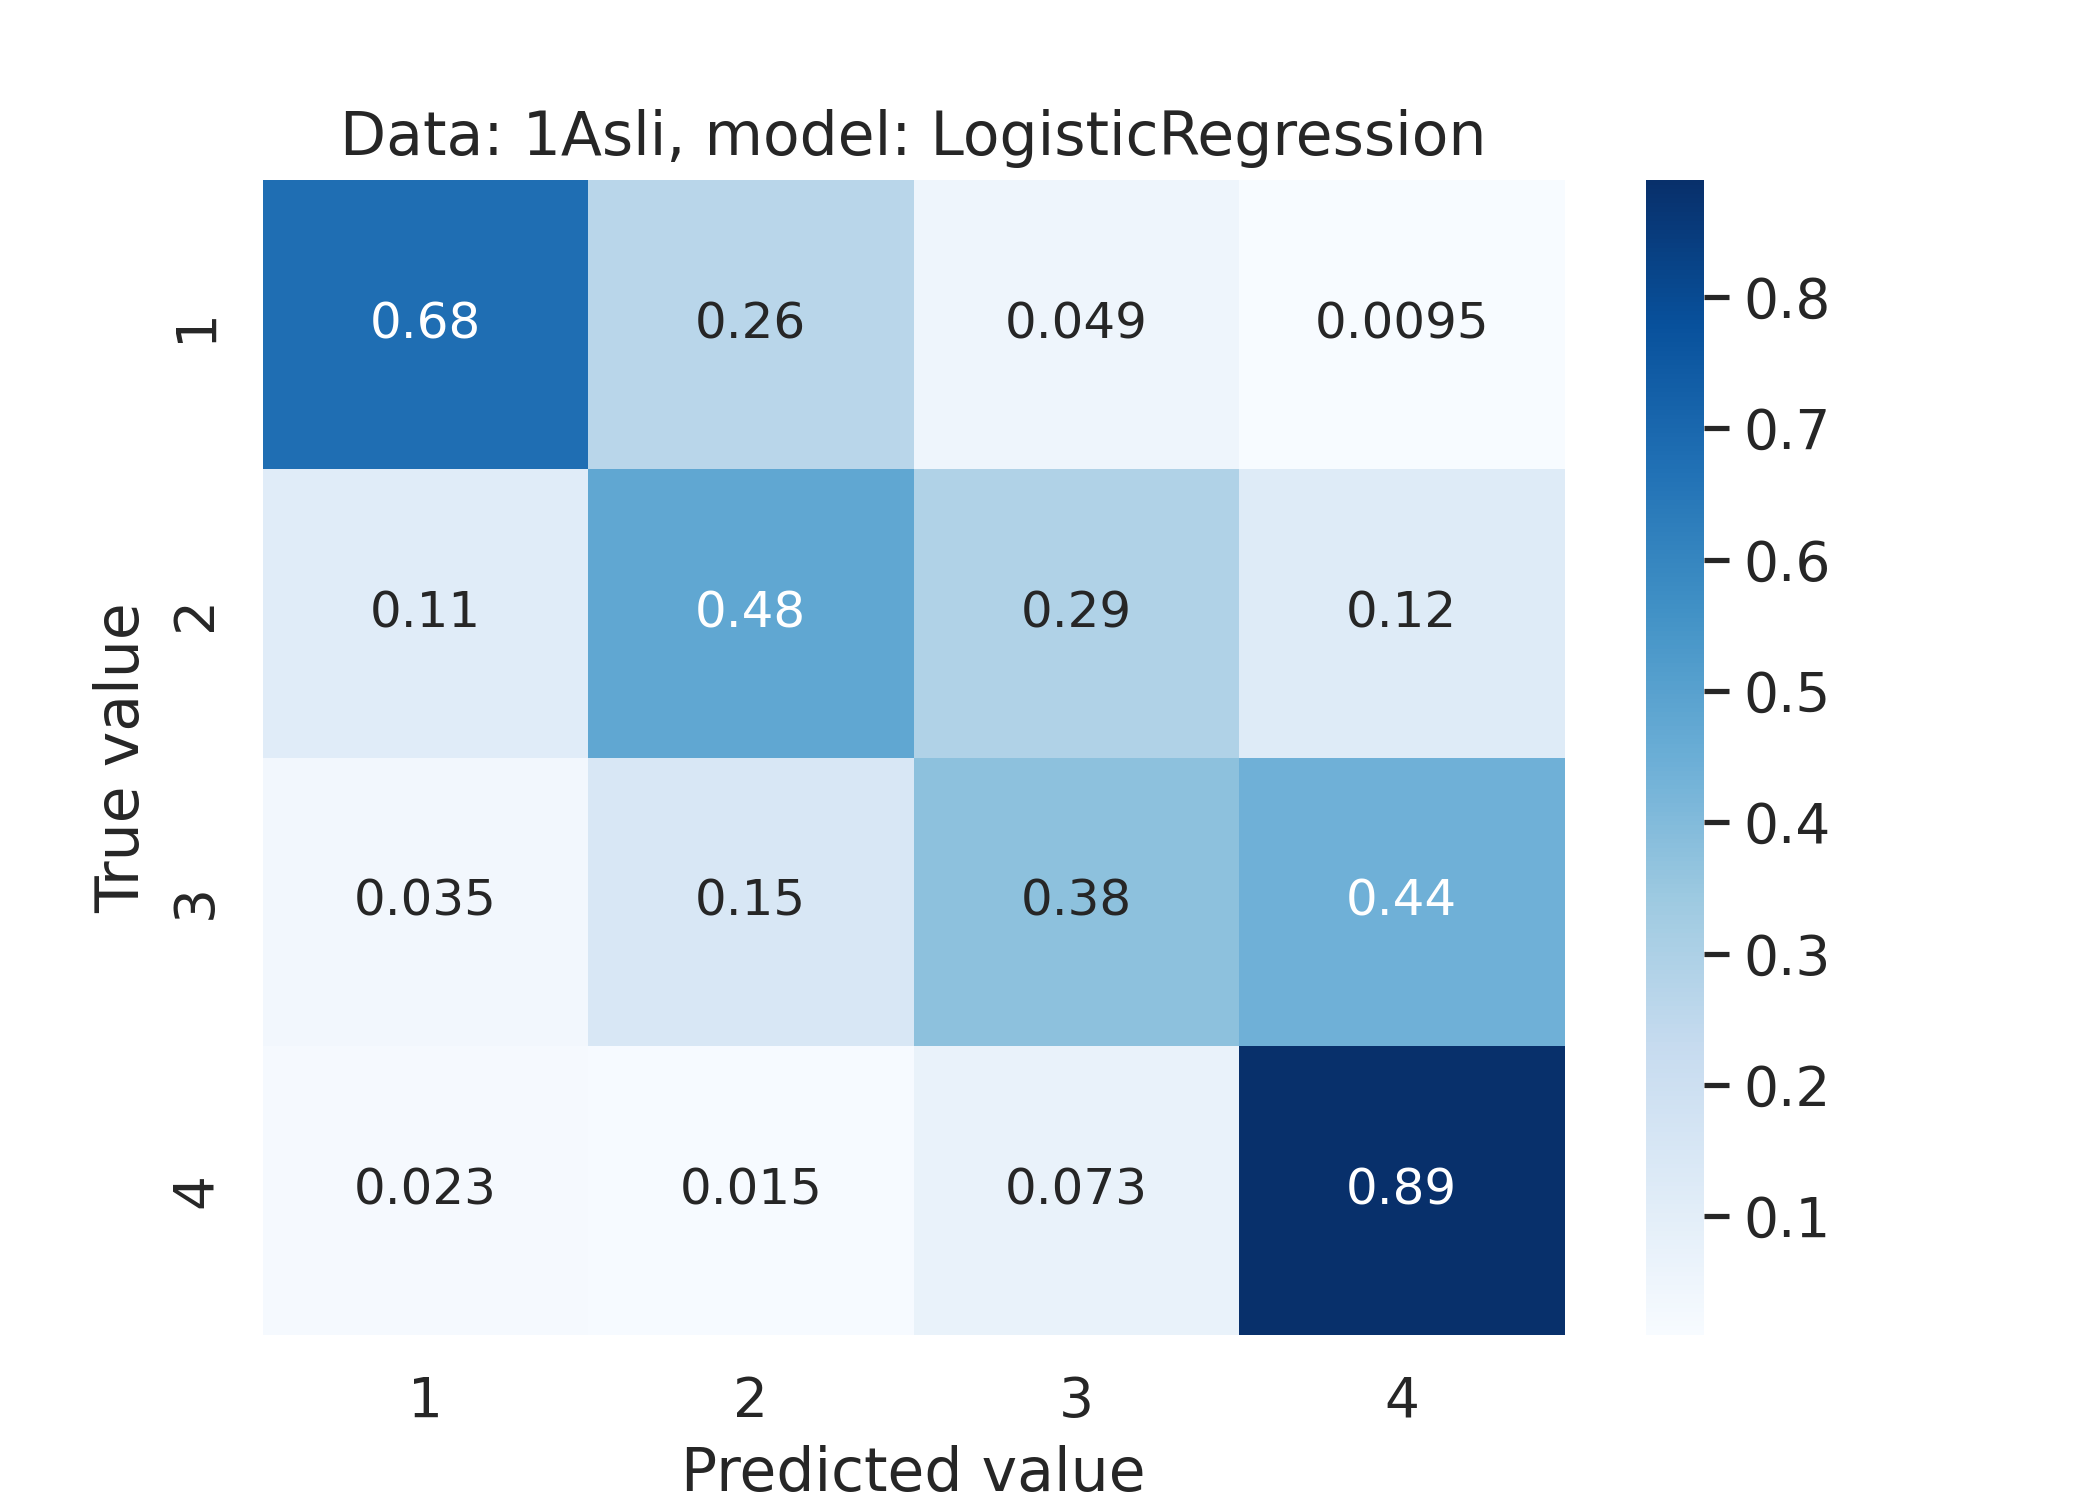 Data: 1Asli, model: LogisticRegression
1 0.68 0.26 0.049 0.0095
2 0.11 0.48 0.29 0.12
3 0.035 0.15 0.38 0.44
4 0.023 0.015 0.073 0.89
1 2 3 4
Predicted value
True value
0.8
0.7
0.6
0.5
0.4
0.3
0.2
0.1